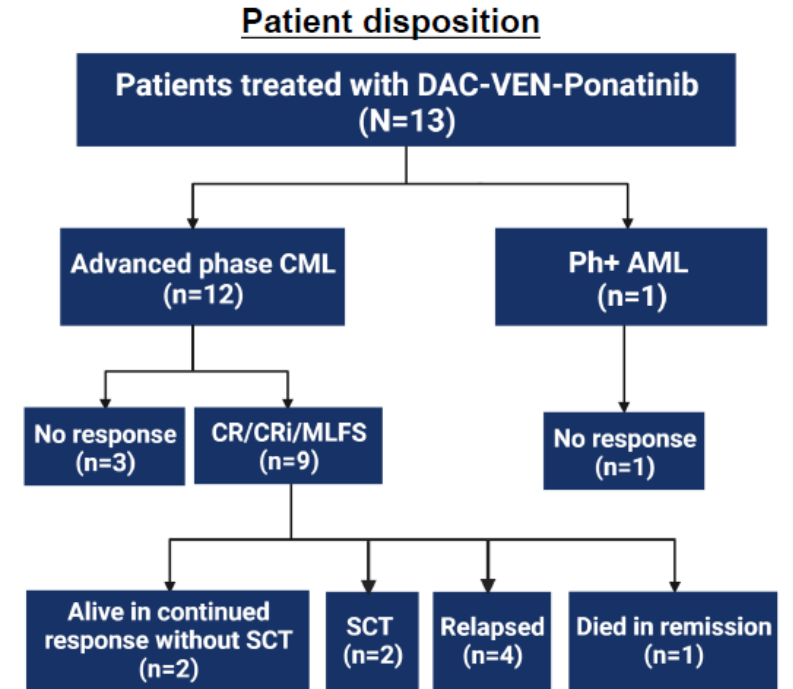 Patient disposition
Patients treated with DAC-VEN-Ponatinib
(N=13)
Advanced phase CML
(n=12)
Ph+ AML
(n=1)
No response
(n=3)
CR/CRi/MLFS
(n=9)
No response
(n=1)
Alive in continued
response without SCT
(n=2)
SCT
(n=2)
Relapsed
(n=4)
Died in remission
(n=1)